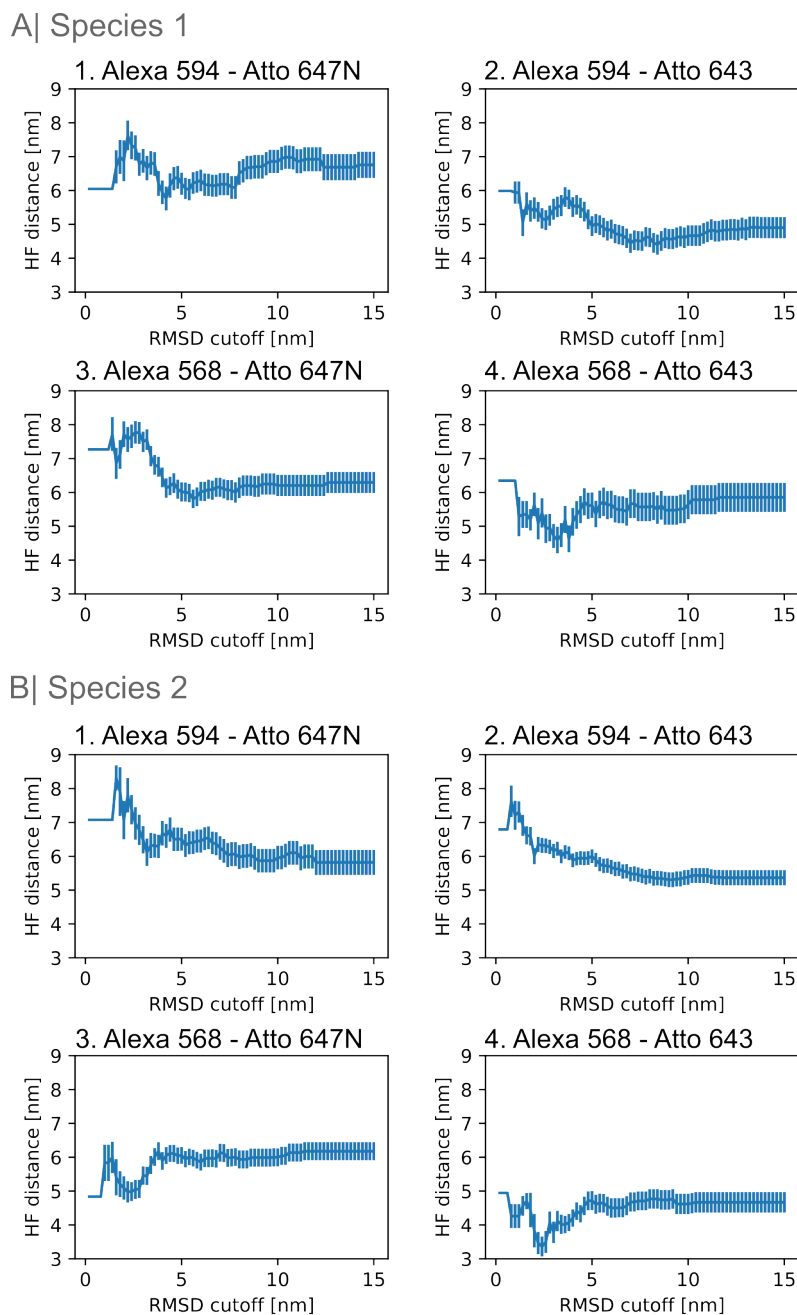 A| Species 1
1. Alexa 594 - Atto 647N
2. Alexa 594 - Atto 643
9
8
7
6
5
4
3
HF distance [nm]
0 5 10 15
RMSD cutoff [nm]
9
8
7
6
5
4
3
HF distance [nm]
0 5 10 15
RMSD cutoff [nm]
3. Alexa 568 - Atto 647N
4. Alexa 568 - Atto 643
9
8
7
6
5
4
3
HF distance [nm]
0 5 10 15
RMSD cutoff [nm]
9
8
7
6
5
4
3
HF distance [nm]
0 5 10 15
RMSD cutoff [nm]
B| Species 2
1. Alexa 594 - Atto 647N
2. Alexa 594 - Atto 643
9
8
7
6
5
4
3
HF distance [nm]
0 5 10 15
RMSD cutoff [nm]
9
8
7
6
5
4
3
HF distance [nm]
0 5 10 15
RMSD cutoff [nm]
3. Alexa 568 - Atto 647N
4. Alexa 568 - Atto 643
9
8
7
6
5
4
3
HF distance [nm]
0 5 10 15
RMSD cutoff [nm]
9
8
7
6
5
4
3
HF distance [nm]
0 5 10 15
RMSD cutoff [nm]